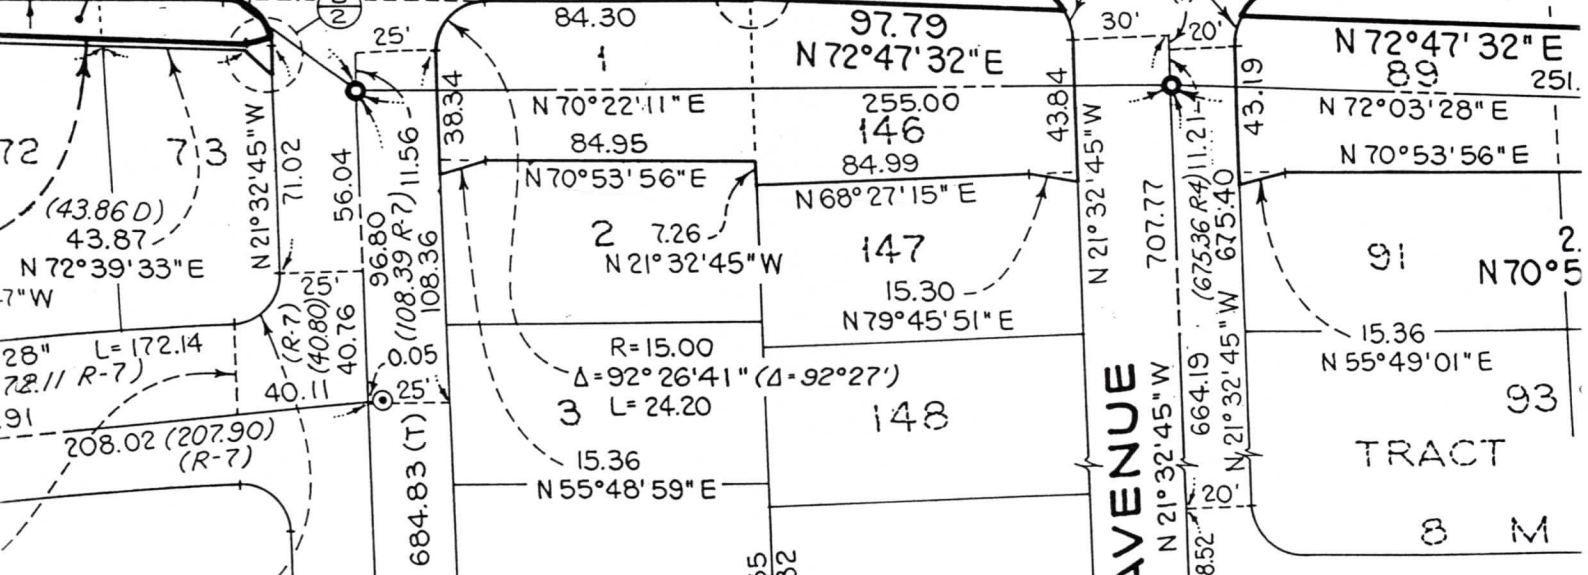 2
84.30
97.79
N 72°47'32" E
1
25'
30'
20'
N 72°47'32" E
89
251.
N 70°22'11" E
255.00
146
N 72°03'28" E
38.34
43.84
43.19
84.95
84.99
N 70°53'56" E
N 70°53'56" E
N 68°27'15" E
72
73
N 21°32'45" W
71.02
56.04
11.56
96.80
(108.39 R-7)
108.36
(43.86 D)
43.87
N 72°39'33" E
7" W
2
7.26
N 21°32'45" W
147
15.30
N 79°45'51" E
N 21°32'45" W
707.77
(675.36 R4)
11.21
675.40
91
2.
N 70°5
15.36
N 55°49'01" E
25'
(R-7)
(40.80)
40.76
0.05
25'
28"
L= 172.14
72.11 R-7)
.91
40.11
208.02 (207.90)
(R-7)
R= 15.00
Δ= 92°26'41" (Δ=92°27')
3
L= 24.20
148
15.36
N 55°48'59" E
684.83 (T)
AVENUE
N 21°32'45" W
664.19
N 21°32'45" W
20'
93
TRACT
8 M
8.52